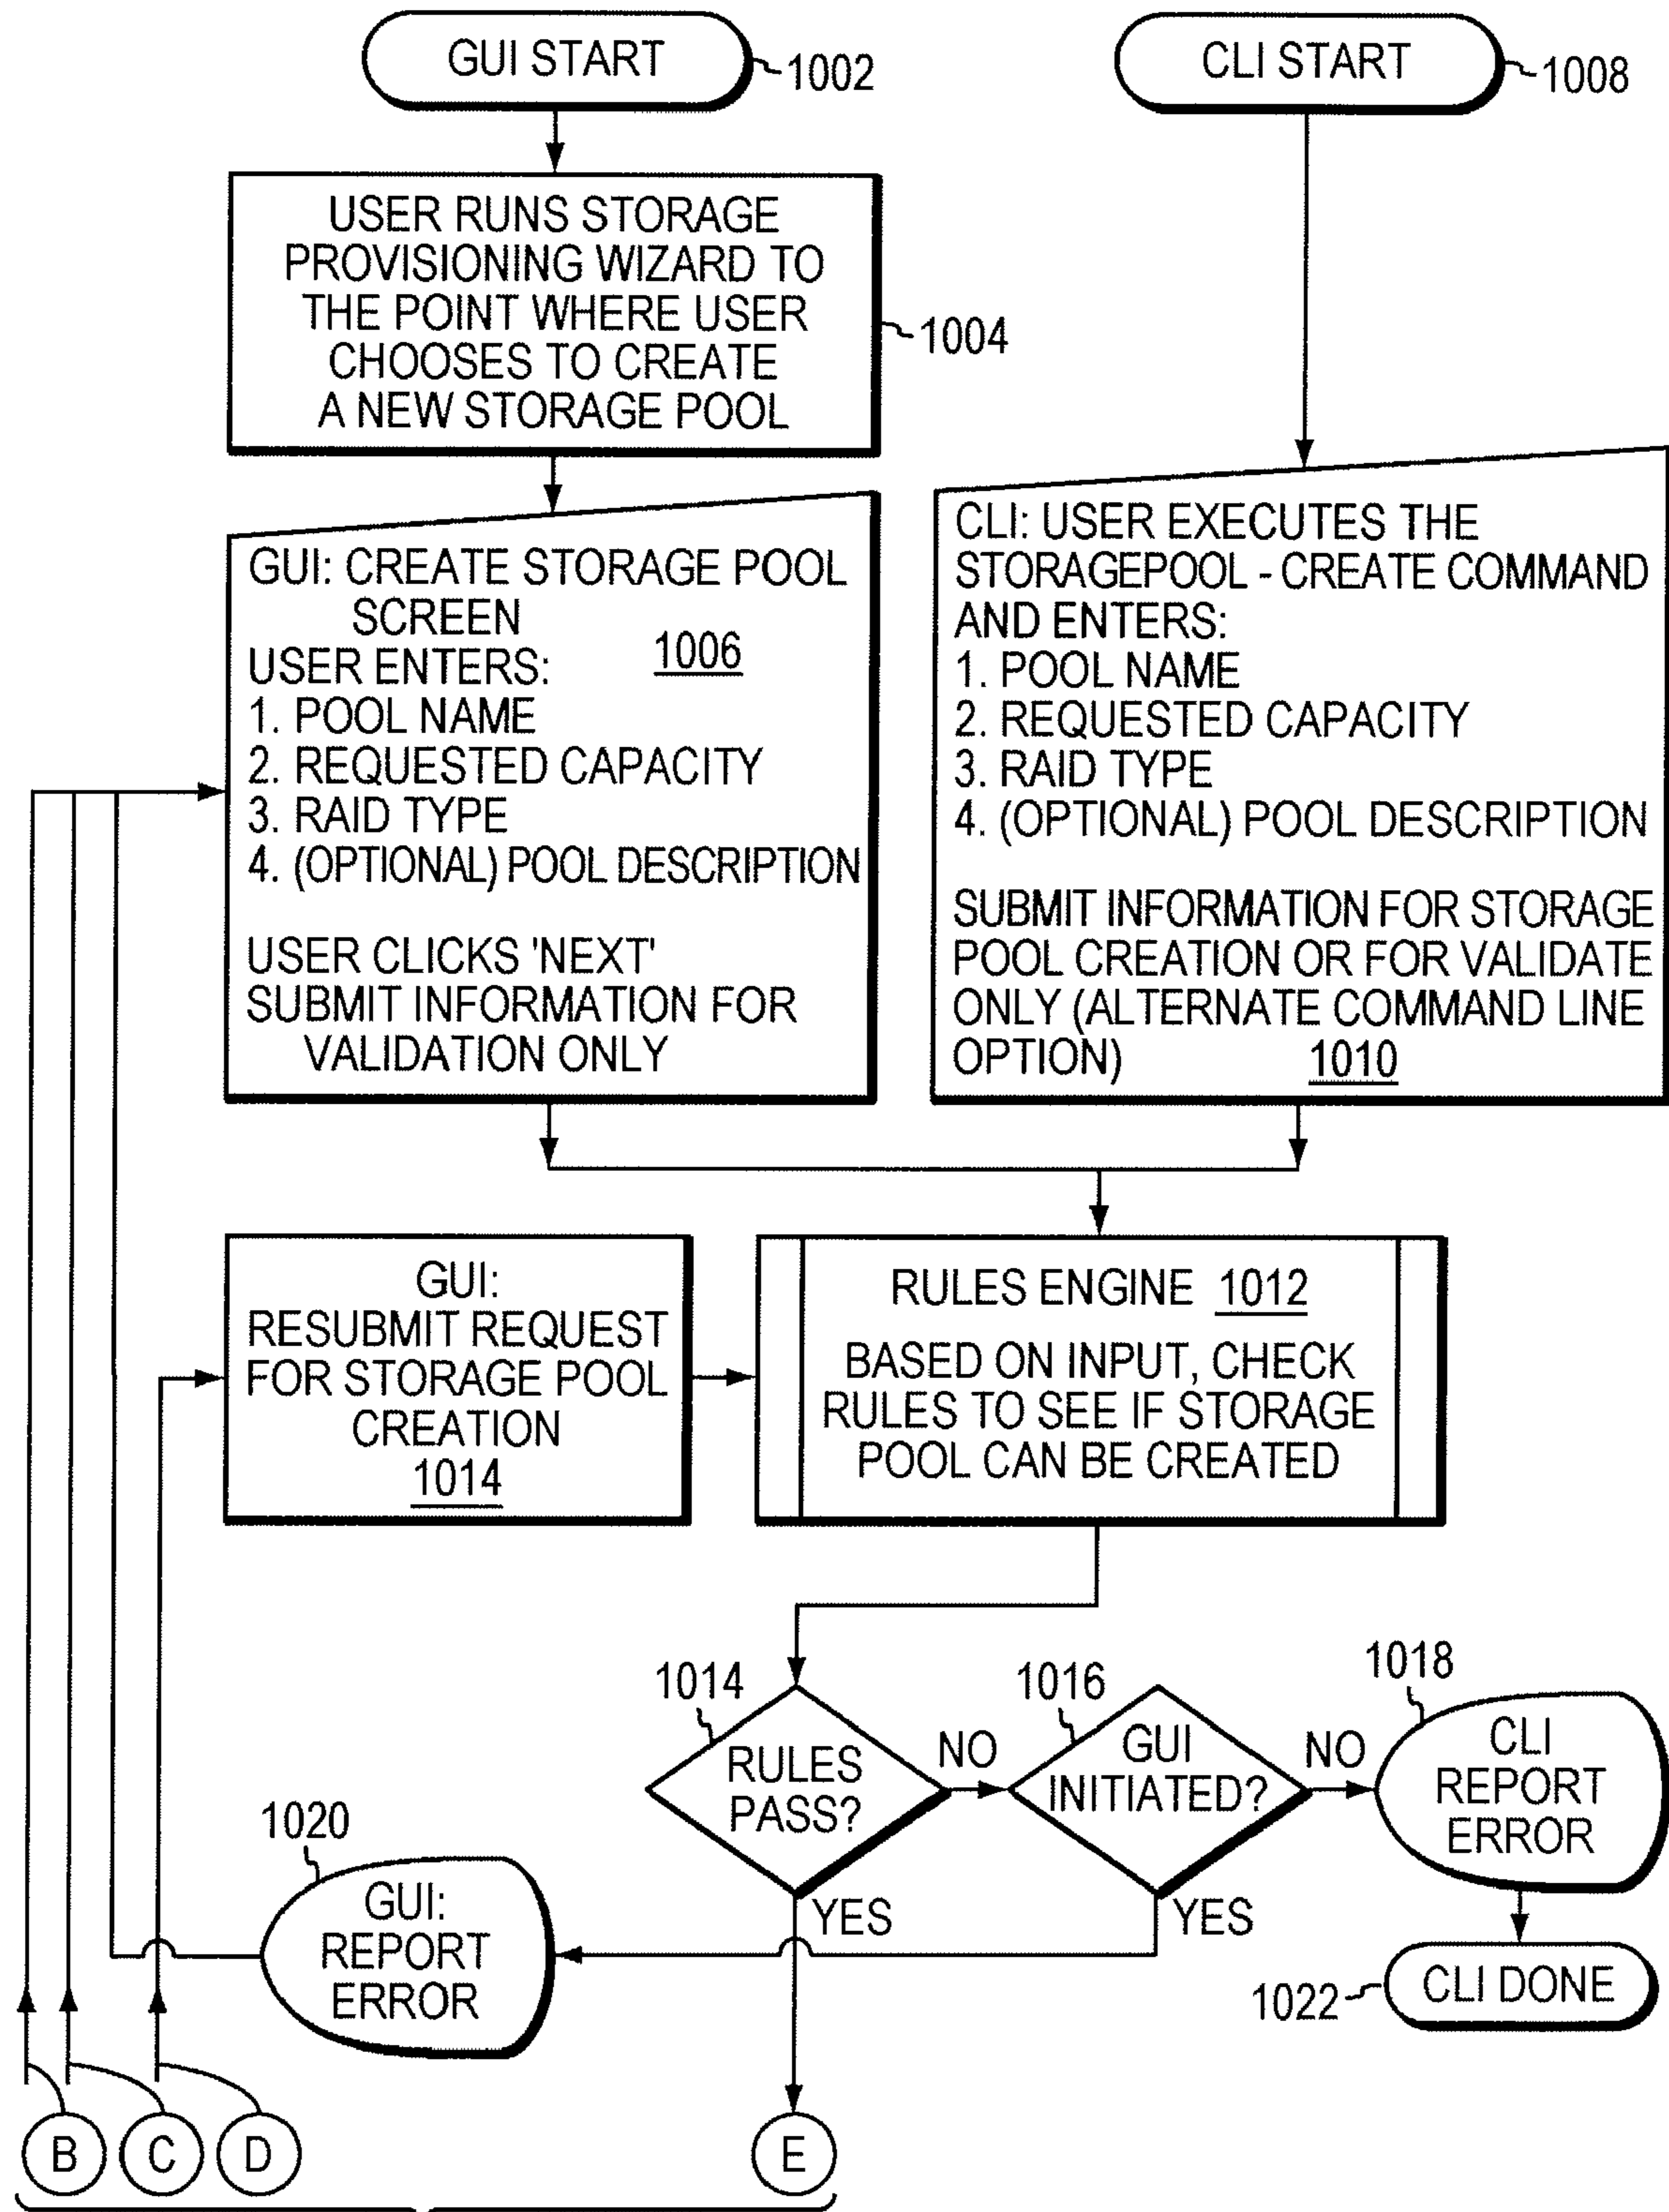 GUI START
1002
CLI START
1008
USER RUNS STORAGE
PROVISIONING WIZARD TO
THE POINT WHERE USER
CHOOSES TO CREATE
A NEW STORAGE POOL
1004
GUI: CREATE STORAGE POOL
SCREEN
1006
USER ENTERS:
1. POOL NAME
2. REQUESTED CAPACITY
3. RAID TYPE
4. (OPTIONAL) POOL DESCRIPTION
USER CLICKS 'NEXT'
SUBMIT INFORMATION FOR
VALIDATION ONLY
CLI: USER EXECUTES THE
STORAGEPOOL - CREATE COMMAND
AND ENTERS:
1. POOL NAME
2. REQUESTED CAPACITY
3. RAID TYPE
4. (OPTIONAL) POOL DESCRIPTION
SUBMIT INFORMATION FOR STORAGE
POOL CREATION OR FOR VALIDATE
ONLY (ALTERNATE COMMAND LINE
OPTION) 1010
GUI:
RESUBMIT REQUEST
FOR STORAGE POOL
CREATION
1014
RULES ENGINE 1012
BASED ON INPUT, CHECK
RULES TO SEE IF STORAGE
POOL CAN BE CREATED
1014
RULES
PASS?
NO
YES
1016
GUI
INITIATED?
NO
YES
1018
CLI
REPORT
ERROR
1020
GUI:
REPORT
ERROR
1022
CLI DONE
B
C
D
E